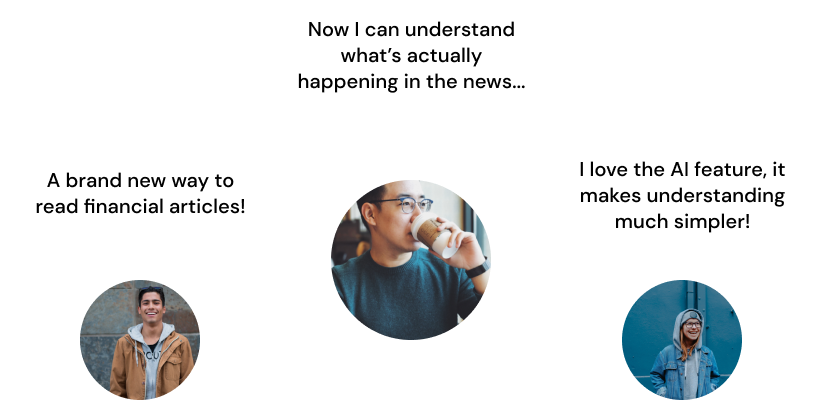 Now I can understand
what's actually
happening in the news...
A brand new way to
read financial articles!
I love the AI feature, it
makes understanding
much simpler!